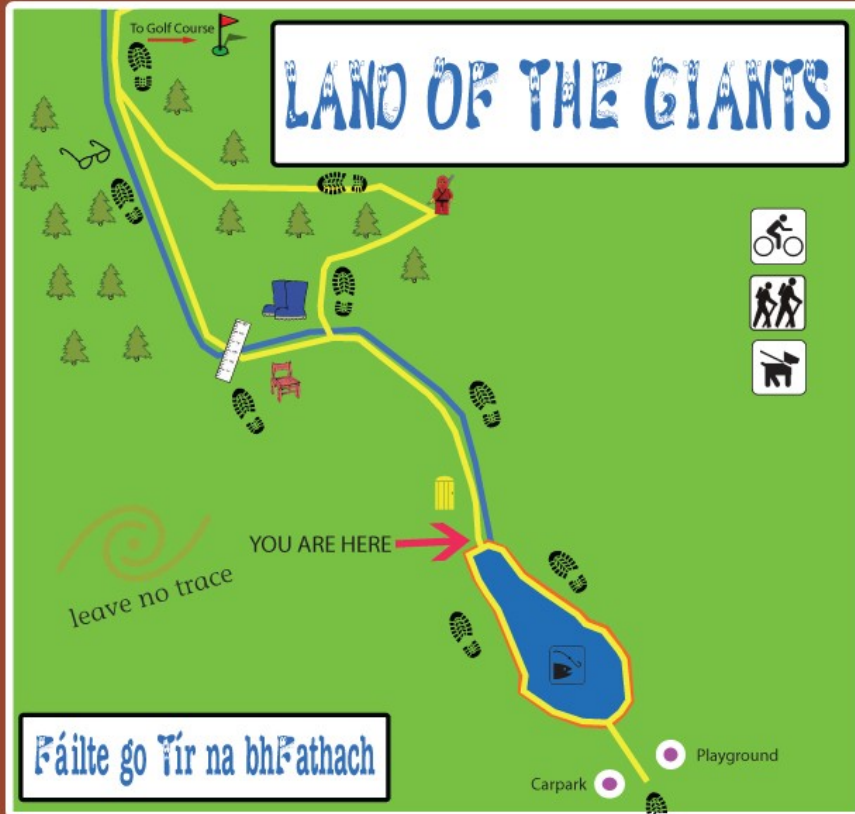 To Golf Course
LAND OF THE GIANTS
YOU ARE HERE
leave no trace
Fáilte go Tír na bhFathach
Playground
Carpark